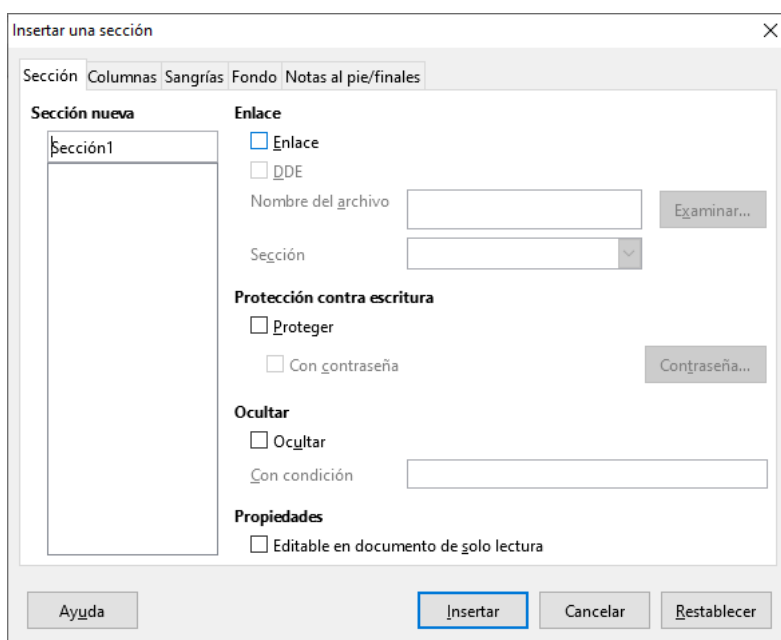 Insertar una sección
Sección Columnas Sangrías Fondo Notas al pie/finales
Sección nueva
Sección1
Enlace
Enlace
DDE
Nombre del archivo
Examinar...
Sección
Protección contra escritura
Proteger
Con contraseña
Contraseña...
Ocultar
Ocultar
Con condición
Propiedades
Editable en documento de solo lectura
Ayuda
Insertar
Cancelar
Restablecer